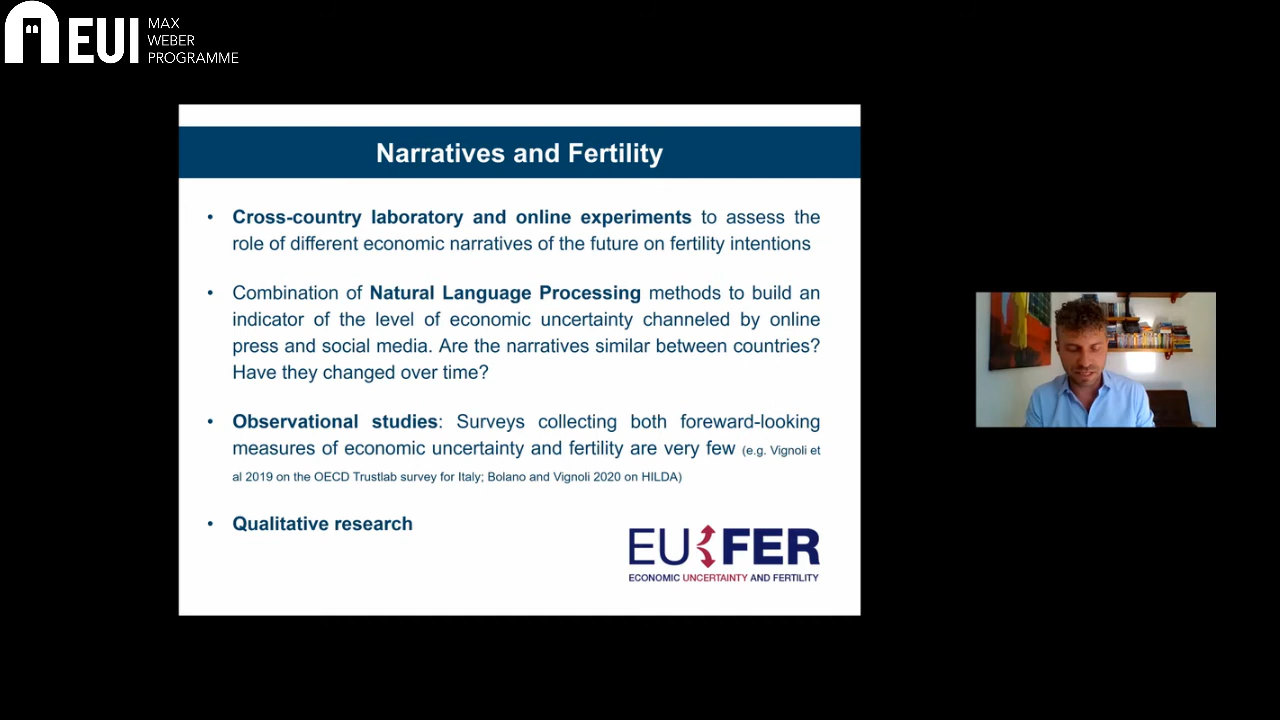 EUI
MAX
WEBER
PROGRAMME
Narratives and Fertility
• Cross-country laboratory and online experiments to assess the
role of different economic narratives of the future on fertility intentions
• Combination of Natural Language Processing methods to build an
indicator of the level of economic uncertainty channeled by online
press and social media. Are the narratives similar between countries?
Have they changed over time?
• Observational studies: Surveys collecting both foreward-looking
measures of economic uncertainty and fertility are very few (e.g. Vignoli et
al 2019 on the OECD Trustlab survey for Italy; Bolano and Vignoli 2020 on HILDA)
• Qualitative research
EU FER
ECONOMIC UNCERTAINTY AND FERTILITY